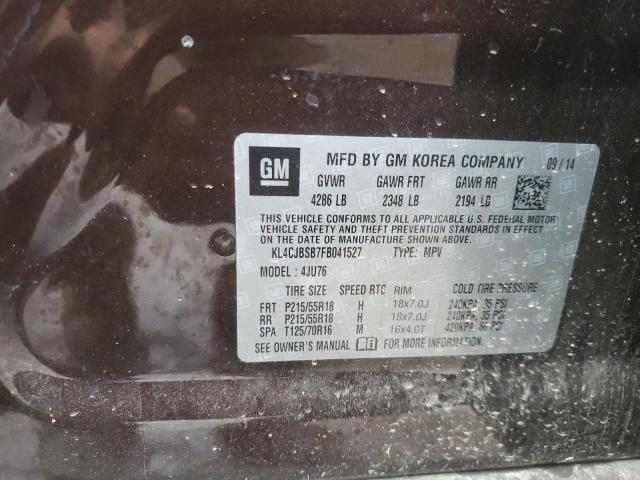 GM
MFD BY GM KOREA COMPANY 09/14
GVWR GAWR FRT GAWR RR
4286 LB 2348 LB 2194 LB
THIS VEHICLE CONFORMS TO ALL APPLICABLE U.S. FEDERAL MOTOR
VEHICLE SAFETY AND THEFT PREVENTION STANDARDS IN EFFECT
ON THE DATE OF MANUFACTURE SHOWN ABOVE.
KL4CJBSB7FB041527 TYPE: MPV
MODEL: 4JU76
TIRE SIZE SPEED RTG RIM COLD TIRE PRESSURE
FRT P215/55R18 H 18x7.0J 240KPA 35 PSI
RR P215/55R18 H 18x7.0J 240KPA 35 PSI
SPA T125/70R16 M 16x4.0T 420KPA 60 PSI
SEE OWNER'S MANUAL FOR MORE INFORMATION.